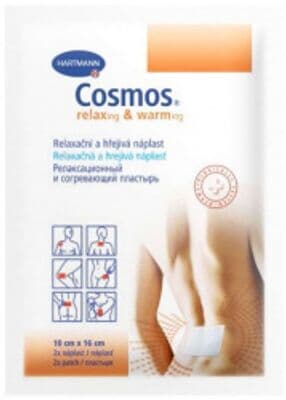 HARTMANN
Cosmos®
relaxing & warming
Relaxační a hřejivá náplast
Relaxačná a hrejivá náplasť
Релаксационный
и согревающий пластырь
10 cm x 16 cm
2x náplast / náplasť
2x patch / пластыря